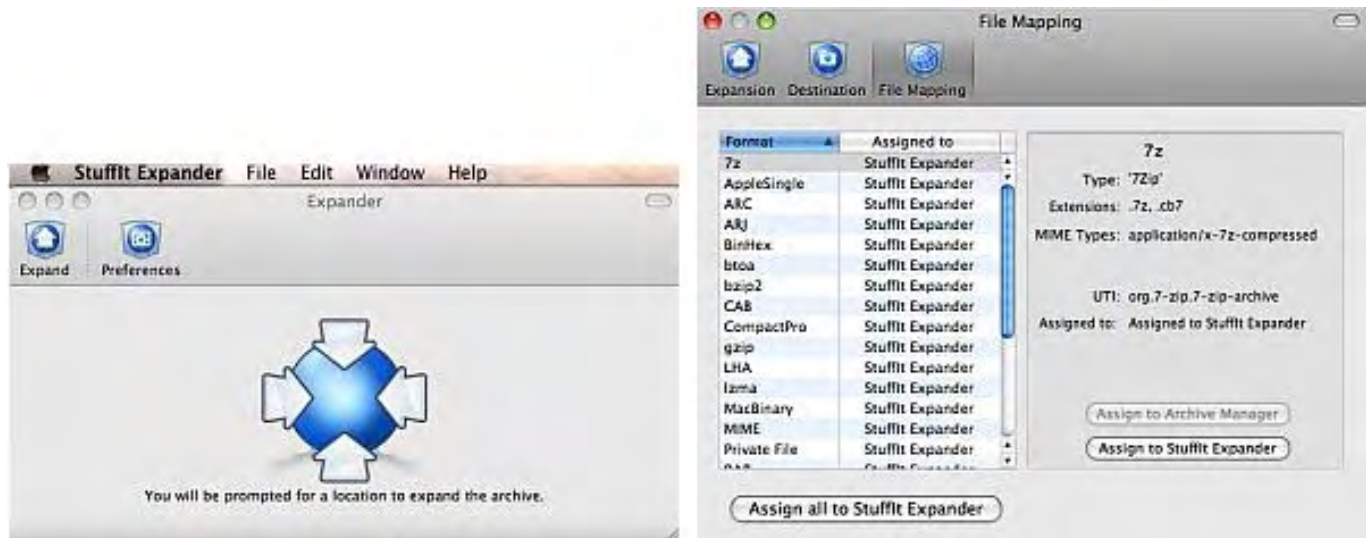 StuffIt Expander File Edit Window Help
Expander
Expand Preferences
You will be prompted for a location to expand the archive.
File Mapping
Expansion Destination File Mapping
Format Assigned to
7z StuffIt Expander
AppleSingle StuffIt Expander
ARC StuffIt Expander
ARJ StuffIt Expander
BinHex StuffIt Expander
btoa StuffIt Expander
bzip2 StuffIt Expander
CAB StuffIt Expander
CompactPro StuffIt Expander
gzip StuffIt Expander
LHA StuffIt Expander
lzma StuffIt Expander
MacBinary StuffIt Expander
MIME StuffIt Expander
Private File StuffIt Expander
7z
Type: '7Zip'
Extensions: .7z, .cb7
MIME Types: application/x-7z-compressed
UTI: org.7-zip.7-zip-archive
Assigned to: Assigned to StuffIt Expander
Assign to Archive Manager
Assign to StuffIt Expander
Assign all to StuffIt Expander